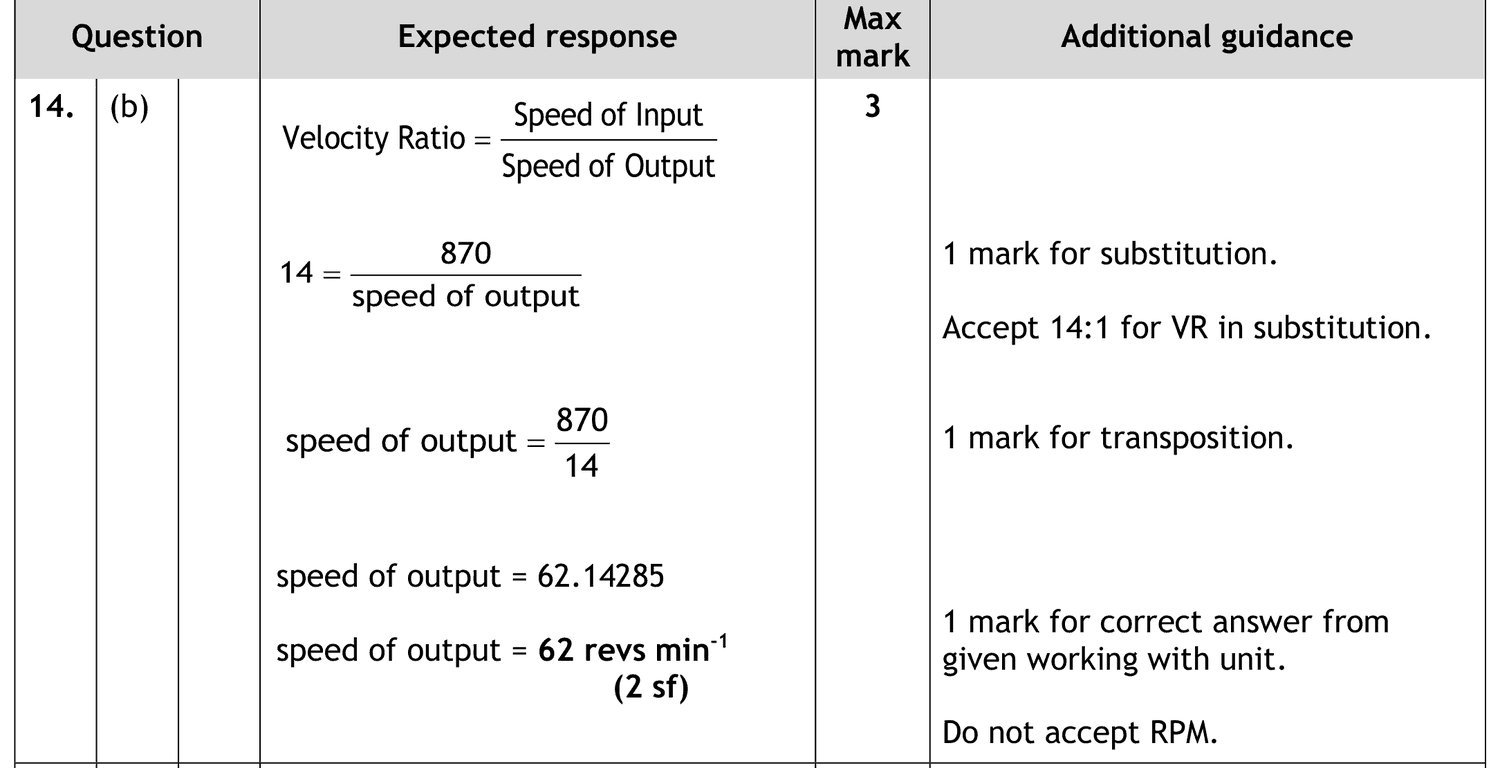 Question Expected response Max mark Additional guidance
14. (b) 3
Velocity Ratio = Speed of Input / Speed of Output
14 = 870 / speed of output
1 mark for substitution.
Accept 14:1 for VR in substitution.
speed of output = 870 / 14
1 mark for transposition.
speed of output = 62.14285
speed of output = 62 revs min⁻¹
(2 sf)
1 mark for correct answer from
given working with unit.
Do not accept RPM.